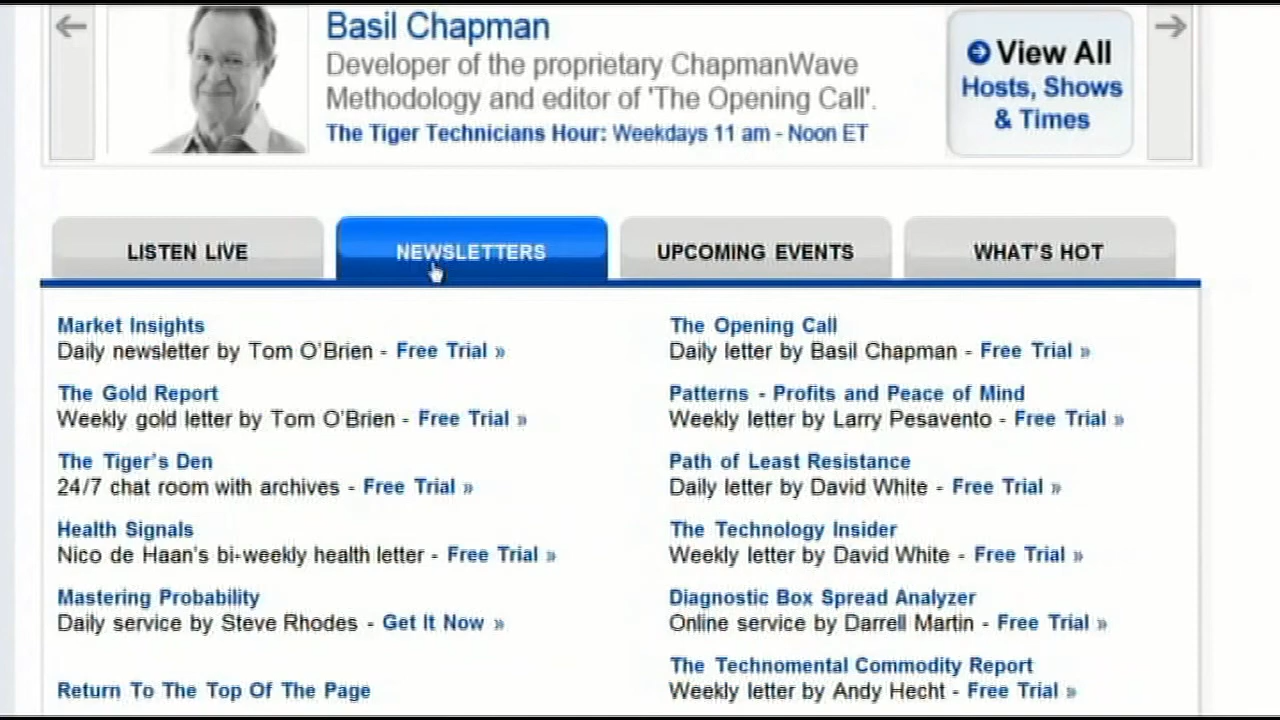 Basil Chapman
Developer of the proprietary ChapmanWave
Methodology and editor of 'The Opening Call'.
The Tiger Technicians Hour: Weekdays 11 am - Noon ET
View All
Hosts, Shows
& Times
LISTEN LIVE
NEWSLETTERS
UPCOMING EVENTS
WHAT'S HOT
Market Insights
Daily newsletter by Tom O'Brien - Free Trial »
The Gold Report
Weekly gold letter by Tom O'Brien - Free Trial »
The Tiger's Den
24/7 chat room with archives - Free Trial »
Health Signals
Nico de Haan's bi-weekly health letter - Free Trial »
Mastering Probability
Daily service by Steve Rhodes - Get It Now »
Return To The Top Of The Page
The Opening Call
Daily letter by Basil Chapman - Free Trial »
Patterns - Profits and Peace of Mind
Weekly letter by Larry Pesavento - Free Trial »
Path of Least Resistance
Daily letter by David White - Free Trial »
The Technology Insider
Weekly letter by David White - Free Trial »
Diagnostic Box Spread Analyzer
Online service by Darrell Martin - Free Trial »
The Technomental Commodity Report
Weekly letter by Andy Hecht - Free Trial »